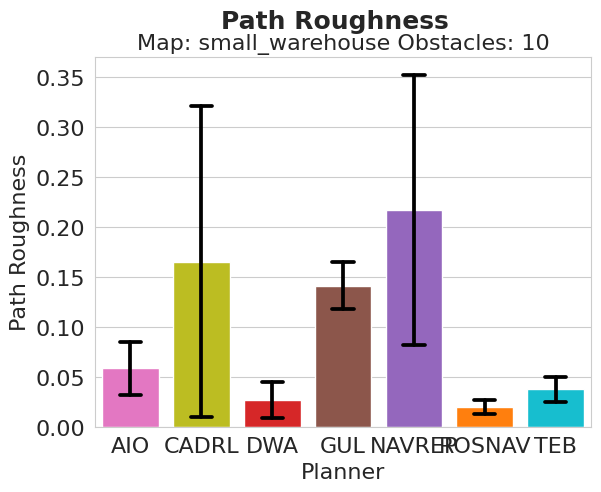 Path Roughness
Map: small_warehouse Obstacles: 10
Path Roughness
0.35
0.30
0.25
0.20
0.15
0.10
0.05
0.00
AIO CADRL DWA GUL NAVREP ROSNAV TEB
Planner